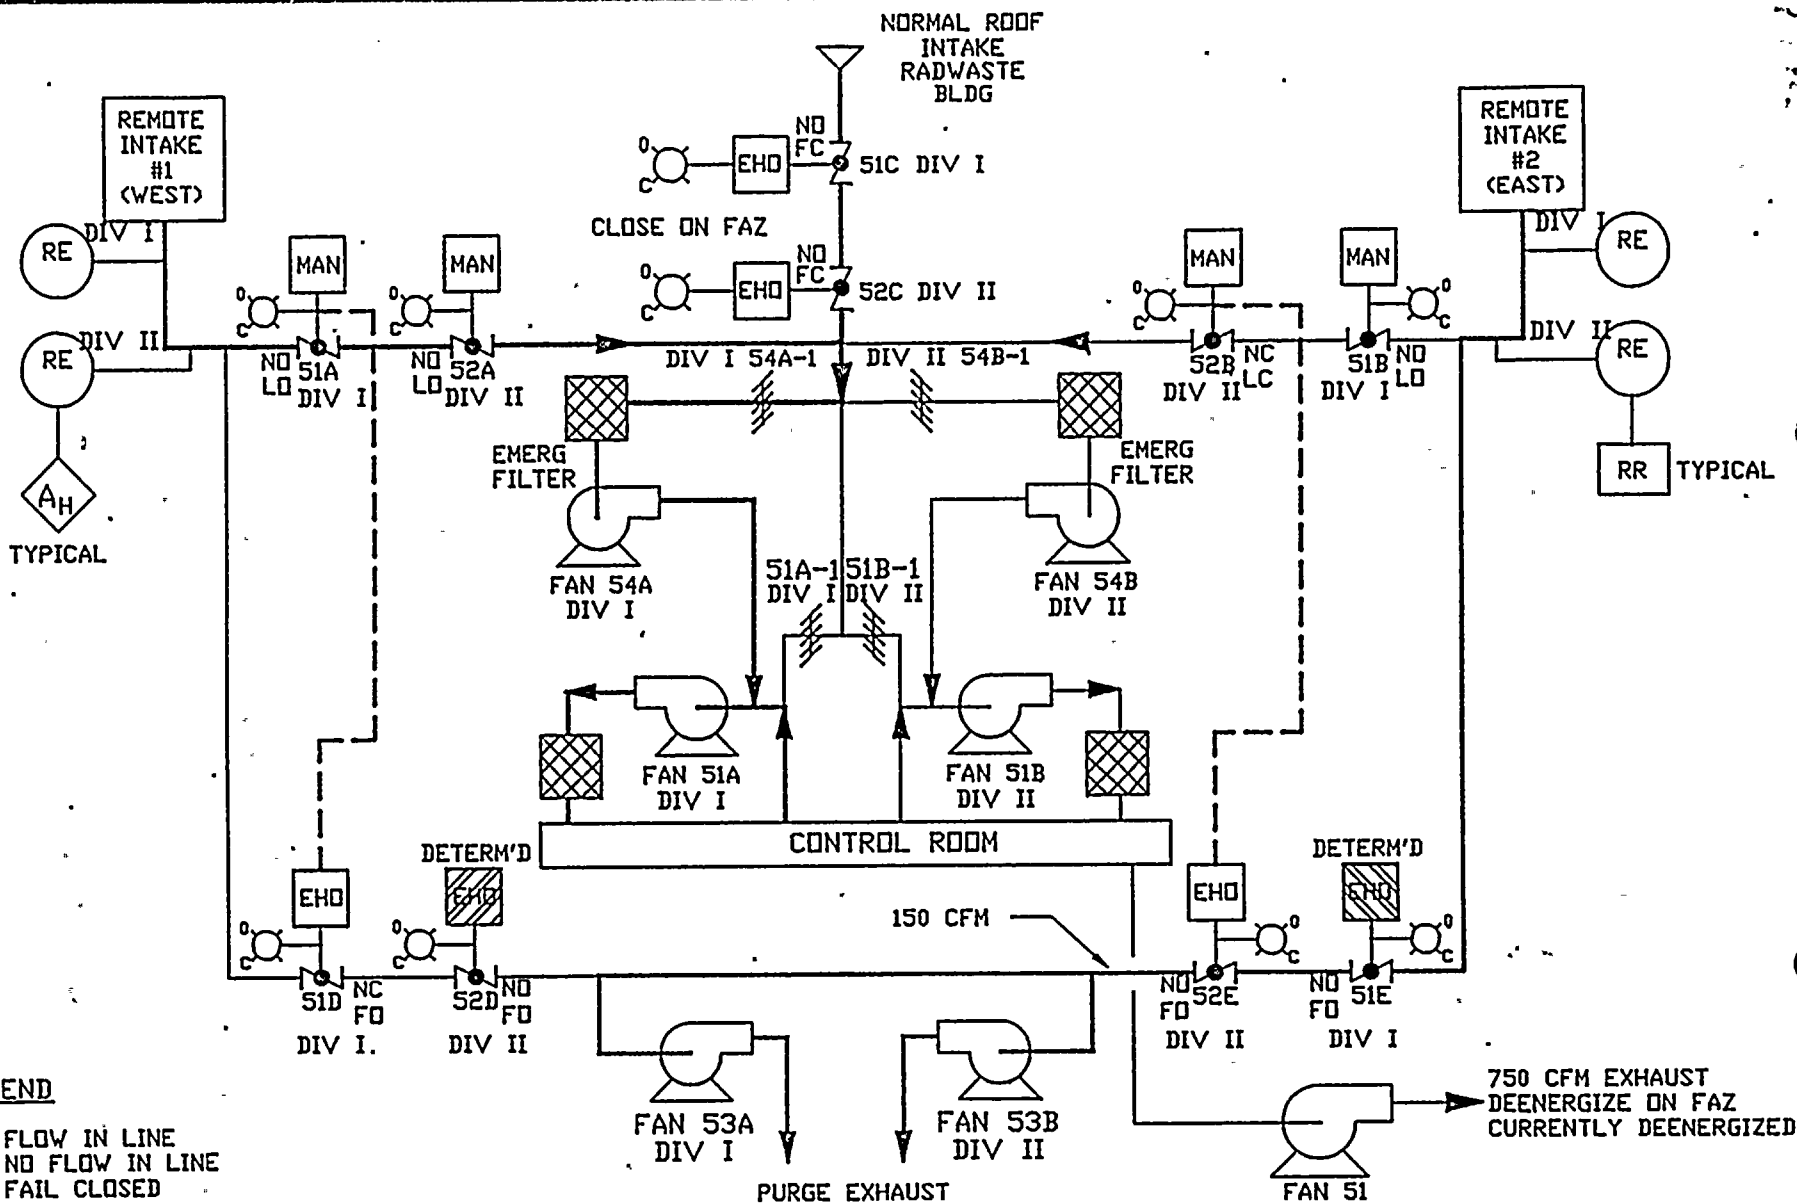 NORMAL ROOF
INTAKE
RADWASTE
BLDG
REMOTE
INTAKE
#1
(WEST)
REMOTE
INTAKE
#2
(EAST)
NO
FC
O
C
EHO
51C DIV I
CLOSE ON FAZ
NO
FC
O
C
EHO
52C DIV II
DIV I
RE
DIV II
RE
AH
TYPICAL
MAN
O
C
NO
LO
51A
DIV I
MAN
O
C
NO
LO
52A
DIV II
DIV I 54A-1
DIV II 54B-1
MAN
O
C
52B
DIV II
NC
LC
MAN
O
C
51B
DIV I
NO
LO
DIV I
RE
DIV II
RE
RR
TYPICAL
EMERG
FILTER
EMERG
FILTER
FAN 54A
DIV I
51A-1
DIV I
51B-1
DIV II
FAN 54B
DIV II
FAN 51A
DIV I
FAN 51B
DIV II
CONTROL ROOM
EHO
O
C
51D
NC
FO
DIV I.
DETERM'D
EHO
O
C
52D
NO
FO
DIV II
150 CFM
EHO
O
C
NO
FO
52E
DIV II
DETERM'D
EHO
O
C
NO
FO
51E
DIV I
FAN 53A
DIV I
FAN 53B
DIV II
PURGE EXHAUST
FAN 51
750 CFM EXHAUST
DEENERGIZE ON FAZ
CURRENTLY DEENERGIZED
END
FLOW IN LINE
NO FLOW IN LINE
FAIL CLOSED